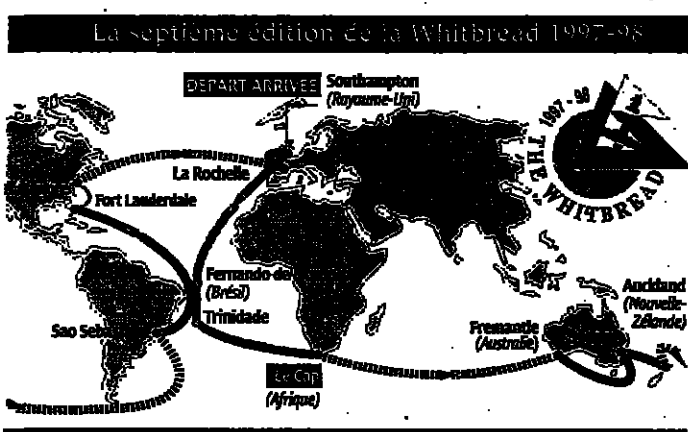 La septième édition de la Whitbread 1997-98
DEPART ARRIVEE Southampton
(Royaume-Uni)
1997 - 98
THE WHITBREAD
La Rochelle
Fort Lauderdale
Fernando de
(Brésil)
Trinidade
Sao
Auckland
(Nouvelle-
Zélande)
Fremantle
(Australie)
Le Cap
(Afrique)